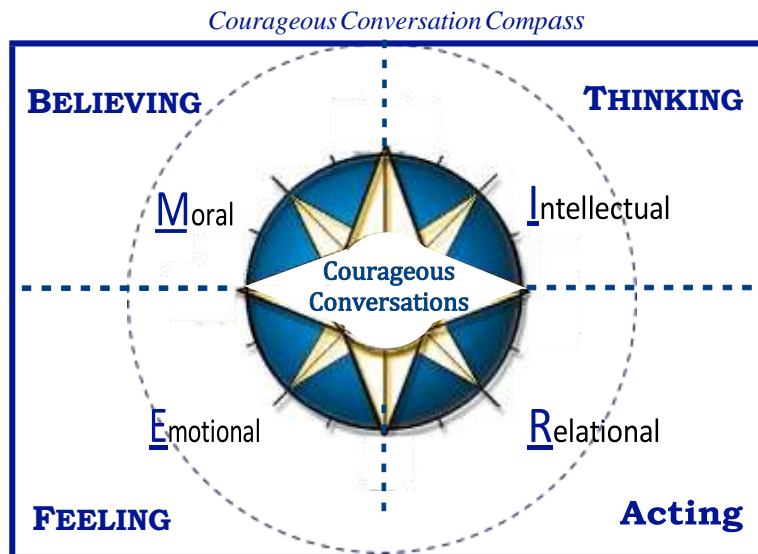 Courageous Conversation Compass
BELIEVING
THINKING
Moral
Intellectual
Courageous
Conversations
Emotional
Relational
FEELING
Acting